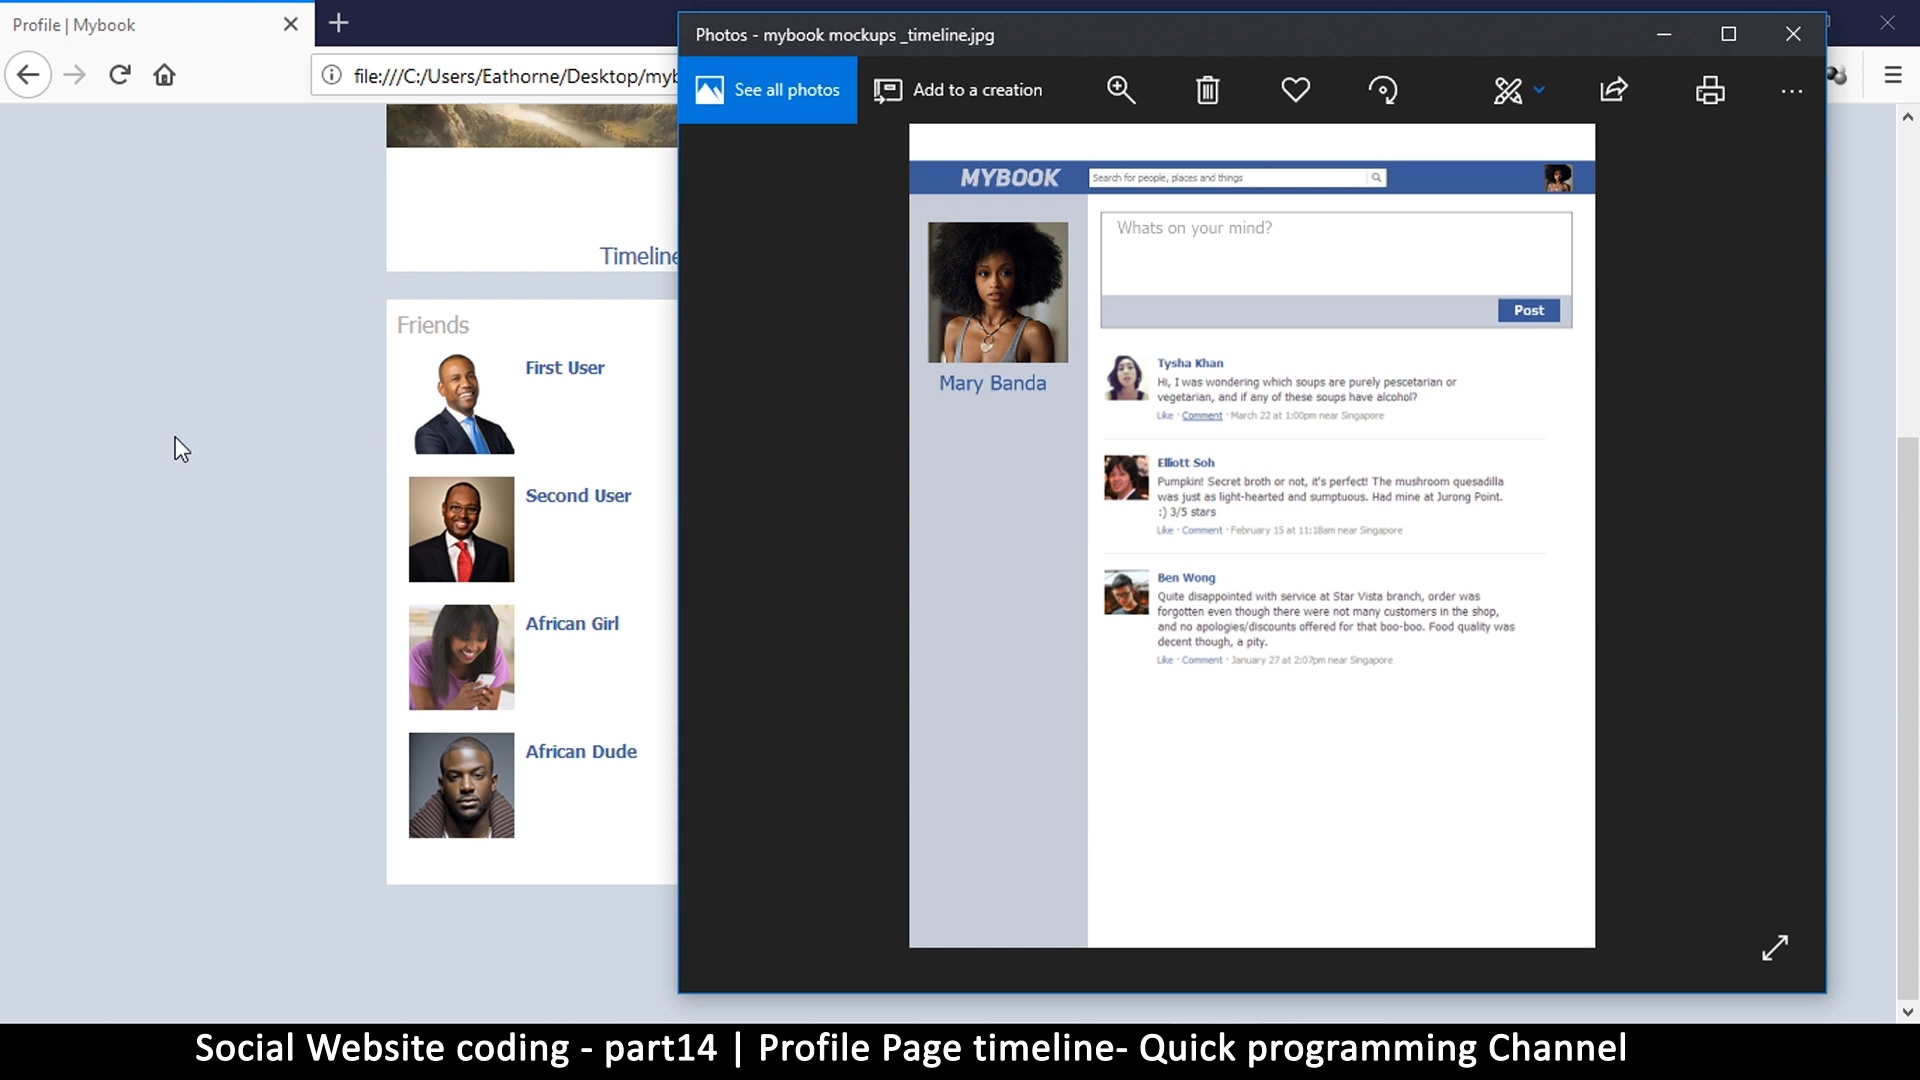 Profile | Mybook
file:///C:/Users/Eathorne/Desktop/myb
Timeline
Friends
First User
Second User
African Girl
African Dude
Photos - mybook mockups _timeline.jpg
See all photos
Add to a creation
MYBOOK
Search for people, places and things
Mary Banda
Whats on your mind?
Post
Tysha Khan
Hi, I was wondering which soups are purely pescetarian or
vegetarian, and if any of these soups have alcohol?
Like · Comment · March 22 at 1:00pm near Singapore
Elliott Soh
Pumpkin! Secret broth or not, it's perfect! The mushroom quesadilla
was just as light-hearted and sumptuous. Had mine at Jurong Point.
:) 3/5 stars
Like · Comment · February 15 at 11:18am near Singapore
Ben Wong
Quite disappointed with service at Star Vista branch, order was
forgotten even though there were not many customers in the shop,
and no apologies/discounts offered for that boo-boo. Food quality was
decent though, a pity.
Like · Comment · January 27 at 2:07pm near Singapore
Social Website coding - part14 | Profile Page timeline- Quick programming Channel